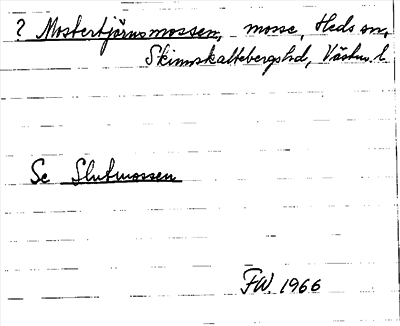 ? Mostertjärnsmossen, mosse, Heds sn,
Skinnskattebergs hd, Västm. l.
Se Slutmossen
FW. 1966